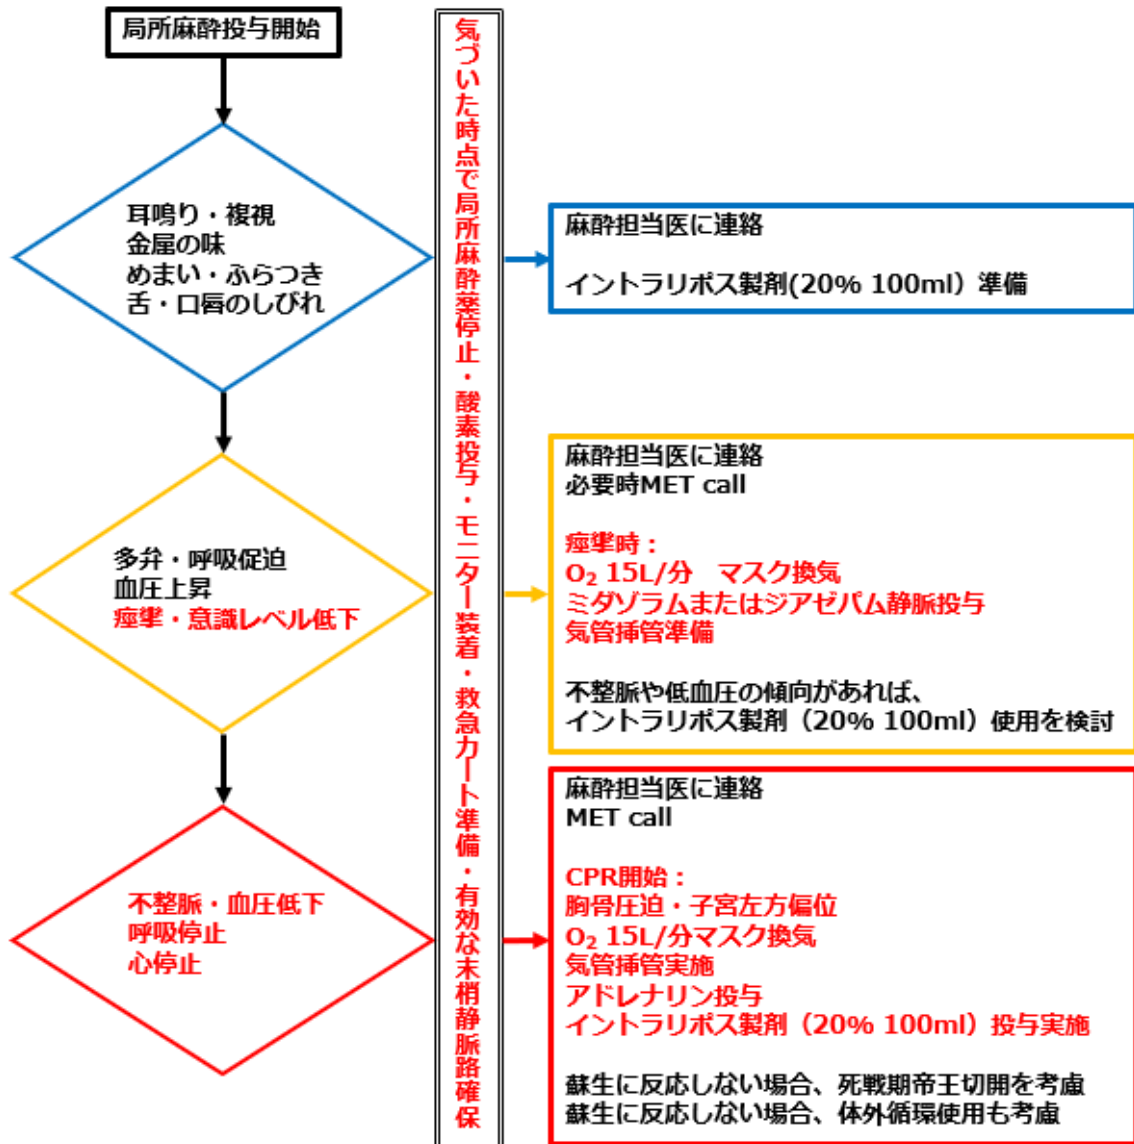 局所麻酔投与開始
耳鳴り・複視
金属の味
めまい・ふらつき
舌・口唇のしびれ
多弁・呼吸促迫
血圧上昇
痙攣・意識レベル低下
不整脈・血圧低下
呼吸停止
心停止
気づいた時点で局所麻酔薬停止・酸素投与・モニター装着・救急カート準備・有効な末梢静脈路確保
麻酔担当医に連絡
イントラリポス製剤(20% 100ml）準備
麻酔担当医に連絡
必要時MET call
痙攣時：
O₂ 15L/分　マスク換気
ミダゾラムまたはジアゼパム静脈投与
気管挿管準備
不整脈や低血圧の傾向があれば、
イントラリポス製剤（20% 100ml）使用を検討
麻酔担当医に連絡
MET call
CPR開始：
胸骨圧迫・子宮左方偏位
O₂ 15L/分マスク換気
気管挿管実施
アドレナリン投与
イントラリポス製剤（20% 100ml）投与実施
蘇生に反応しない場合、死戦期帝王切開を考慮
蘇生に反応しない場合、体外循環使用も考慮